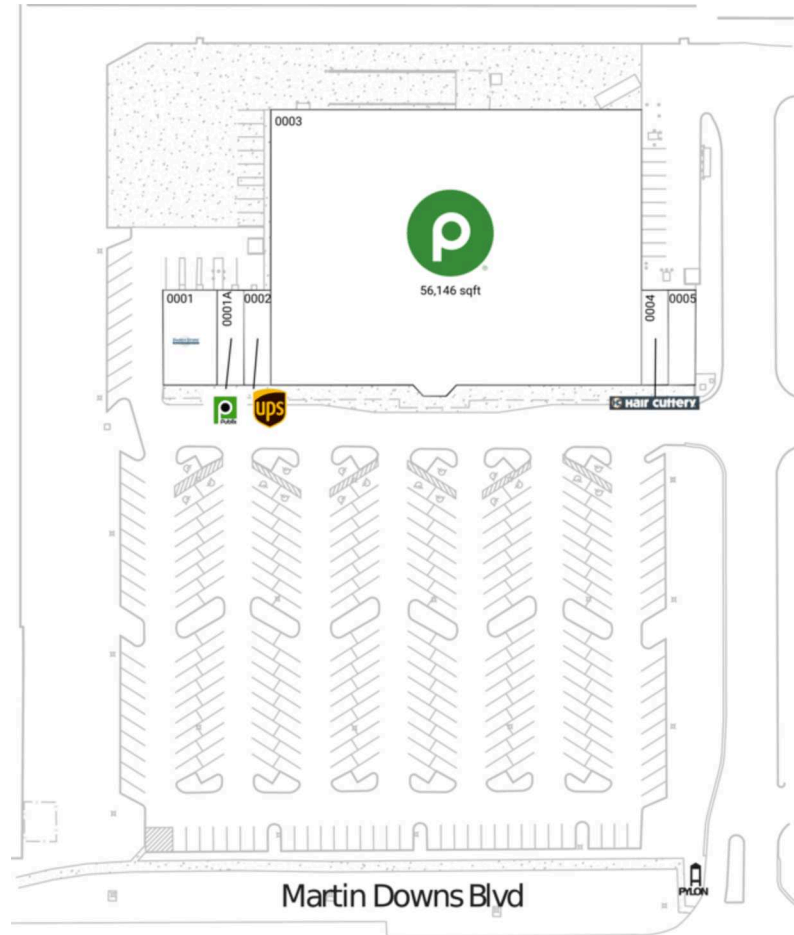 0003
56,146 sqft
0001
0001A
0002
0004
0005
Publix
ups
Hair Cuttery
PYLON
Martin Downs Blvd